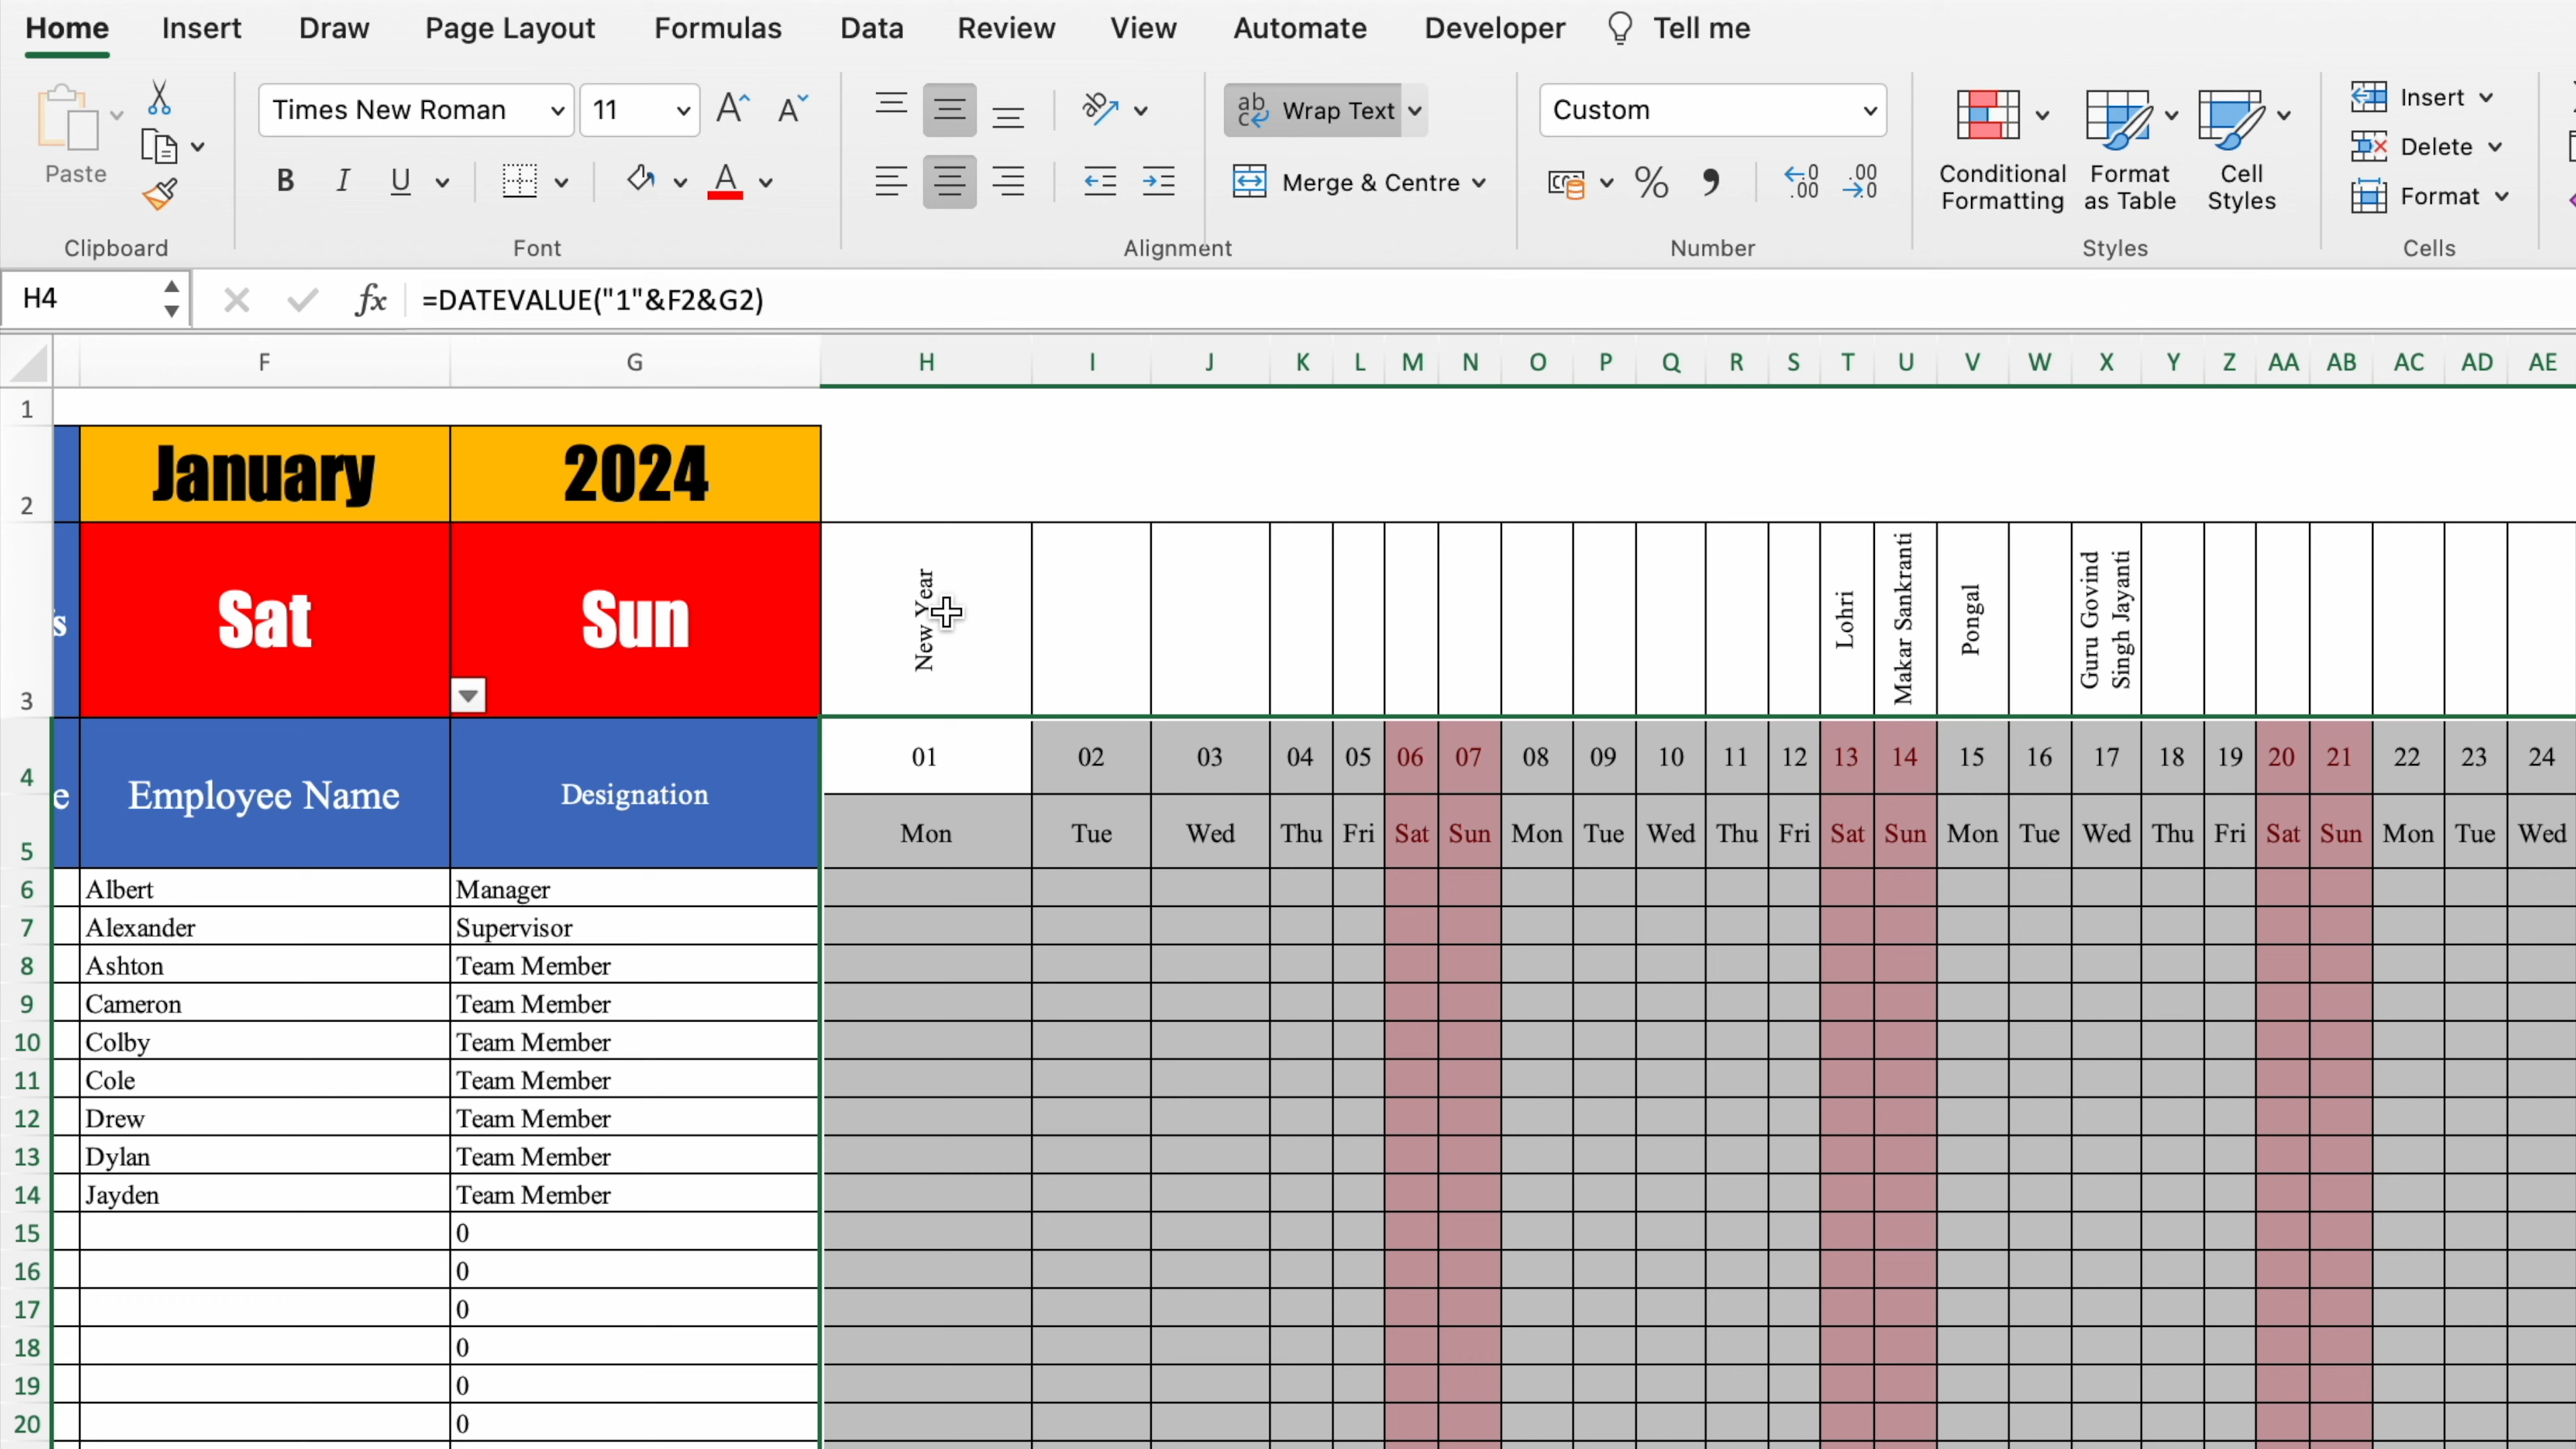 Home Insert Draw Page Layout Formulas Data Review View Automate Developer Tell me
Times New Roman 11 Wrap Text Custom Insert
Delete
Paste B I U Merge & Centre % Conditional Formatting Format as Table Cell Styles Format
Clipboard Font Alignment Number Styles Cells
H4 fx =DATEVALUE("1"&F2&G2)
F G H I J K L M N O P Q R S T U V W X Y Z AA AB AC AD AE
1
2 January 2024
3 s Sat Sun New Year Lohri Makar Sankranti Pongal Guru Govind Singh Jayanti
4 01 02 03 04 05 06 07 08 09 10 11 12 13 14 15 16 17 18 19 20 21 22 23 24
e Employee Name Designation
5 Mon Tue Wed Thu Fri Sat Sun Mon Tue Wed Thu Fri Sat Sun Mon Tue Wed Thu Fri Sat Sun Mon Tue Wed
6 Albert Manager
7 Alexander Supervisor
8 Ashton Team Member
9 Cameron Team Member
10 Colby Team Member
11 Cole Team Member
12 Drew Team Member
13 Dylan Team Member
14 Jayden Team Member
15 0
16 0
17 0
18 0
19 0
20 0